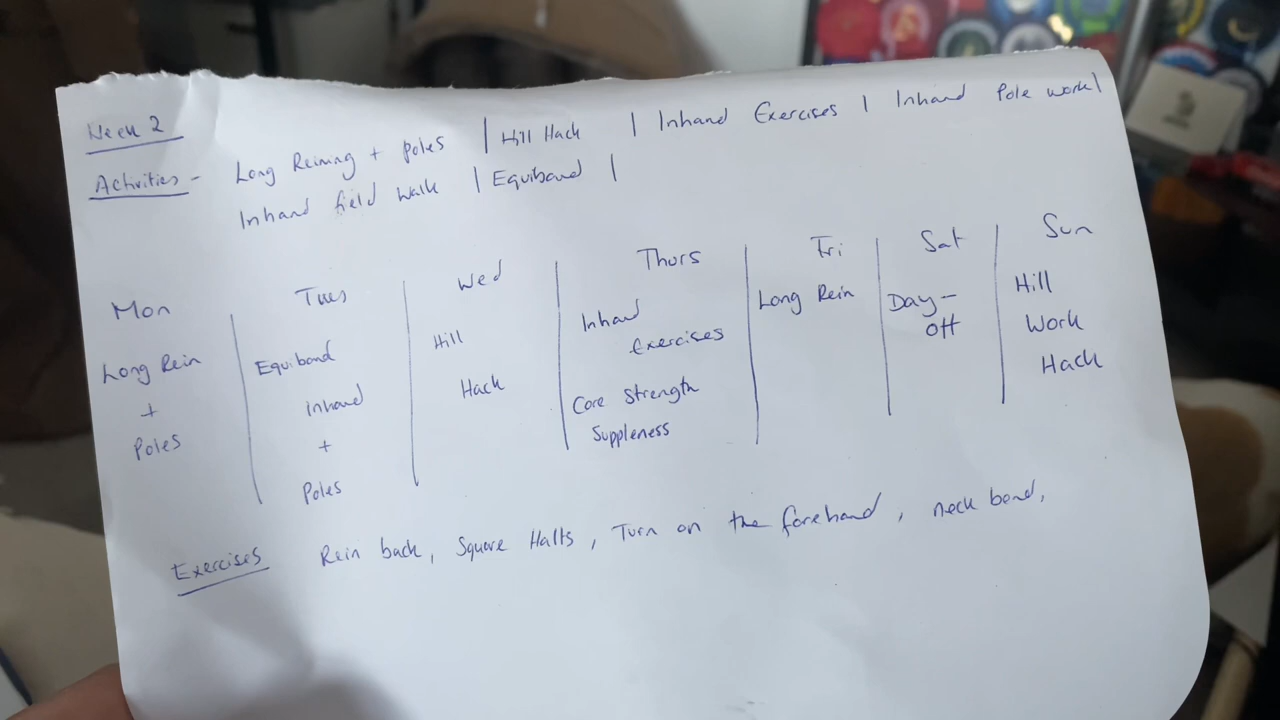 Week 2
Activities - Long Reining + poles | Hill Hack | Inhand Exercises | Inhand Pole work |
Inhand field walk | Equiband |
Mon
Long Rein
+
Poles
Tues
Equiband
inhand
+
Poles
Wed
Hill
Hack
Thurs
Inhand
exercises
Core Strength
Suppleness
Fri
Long Rein
Sat
Day-
off
Sun
Hill
Work
Hack
Exercises Rein back, Square Halts, Turn on the forehand, neck bend,